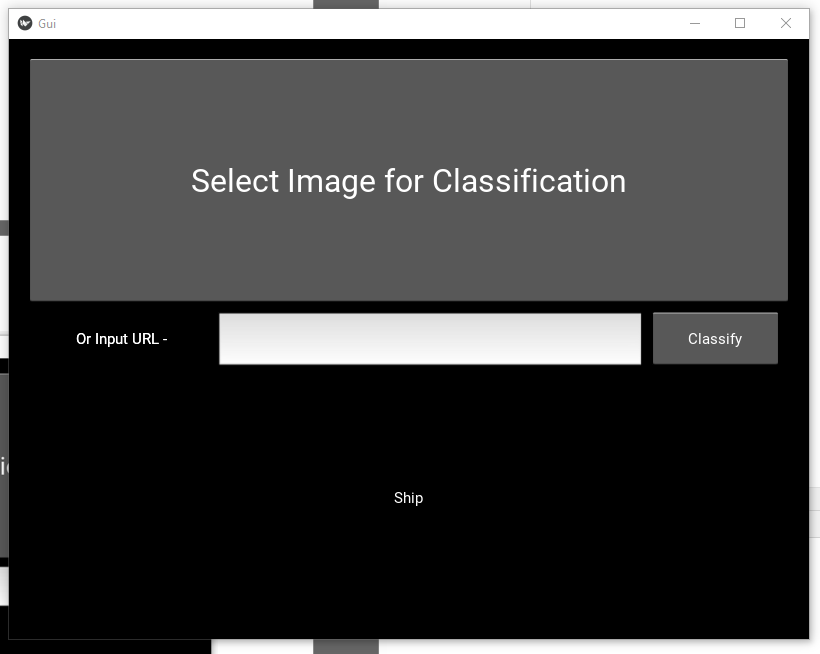 Gui
Select Image for Classification
Or Input URL -
Classify
Ship